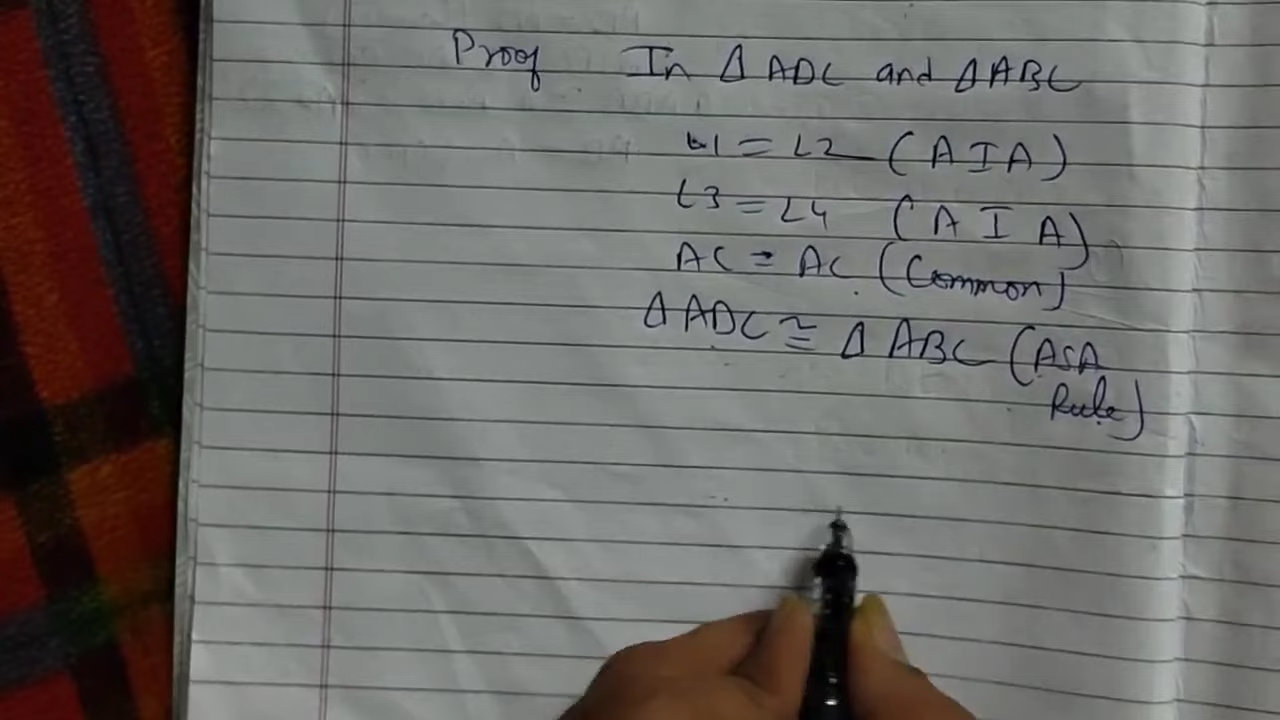 Proof In Δ ADC and Δ ABC
∠1 = ∠2 (AIA)
∠3 = ∠4 (AIA)
AC = AC (Common)
Δ ADC ≅ Δ ABC (ASA
Rule)